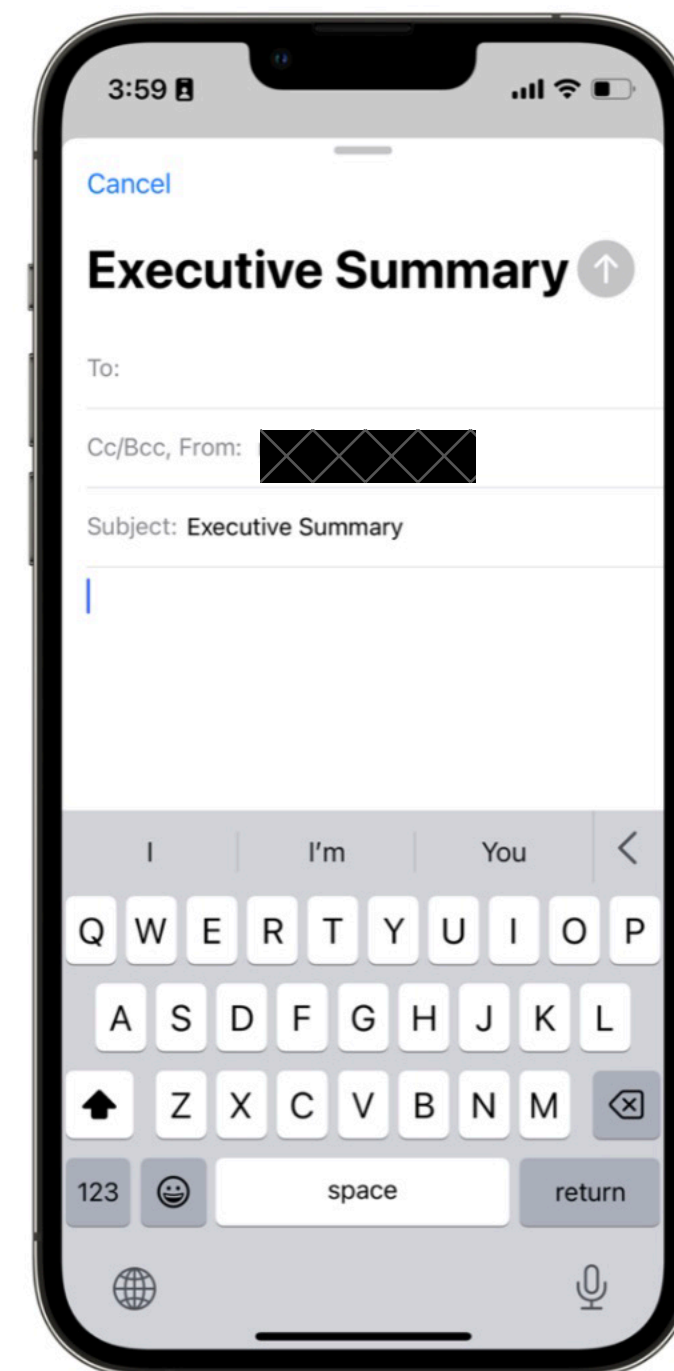 3:59
Cancel
Executive Summary
To:
Cc/Bcc, From:
Subject: Executive Summary
I I'm You
Q W E R T Y U I O P
A S D F G H J K L
Z X C V B N M
123 space return